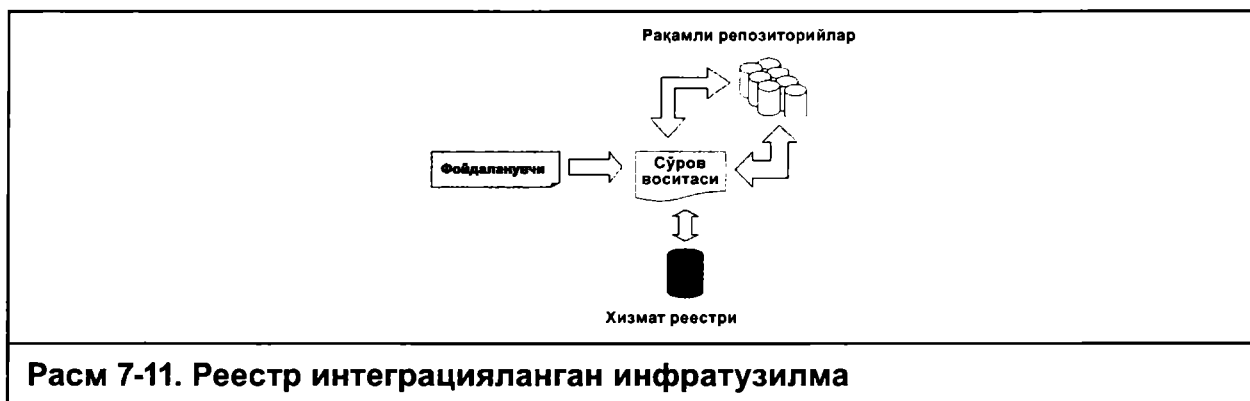 Рақамли репозиторийлар
Фойдаланувчи
Сўров
воситаси
Хизмат реестри
Расм 7-11. Реестр интеграцияланган инфратузилма